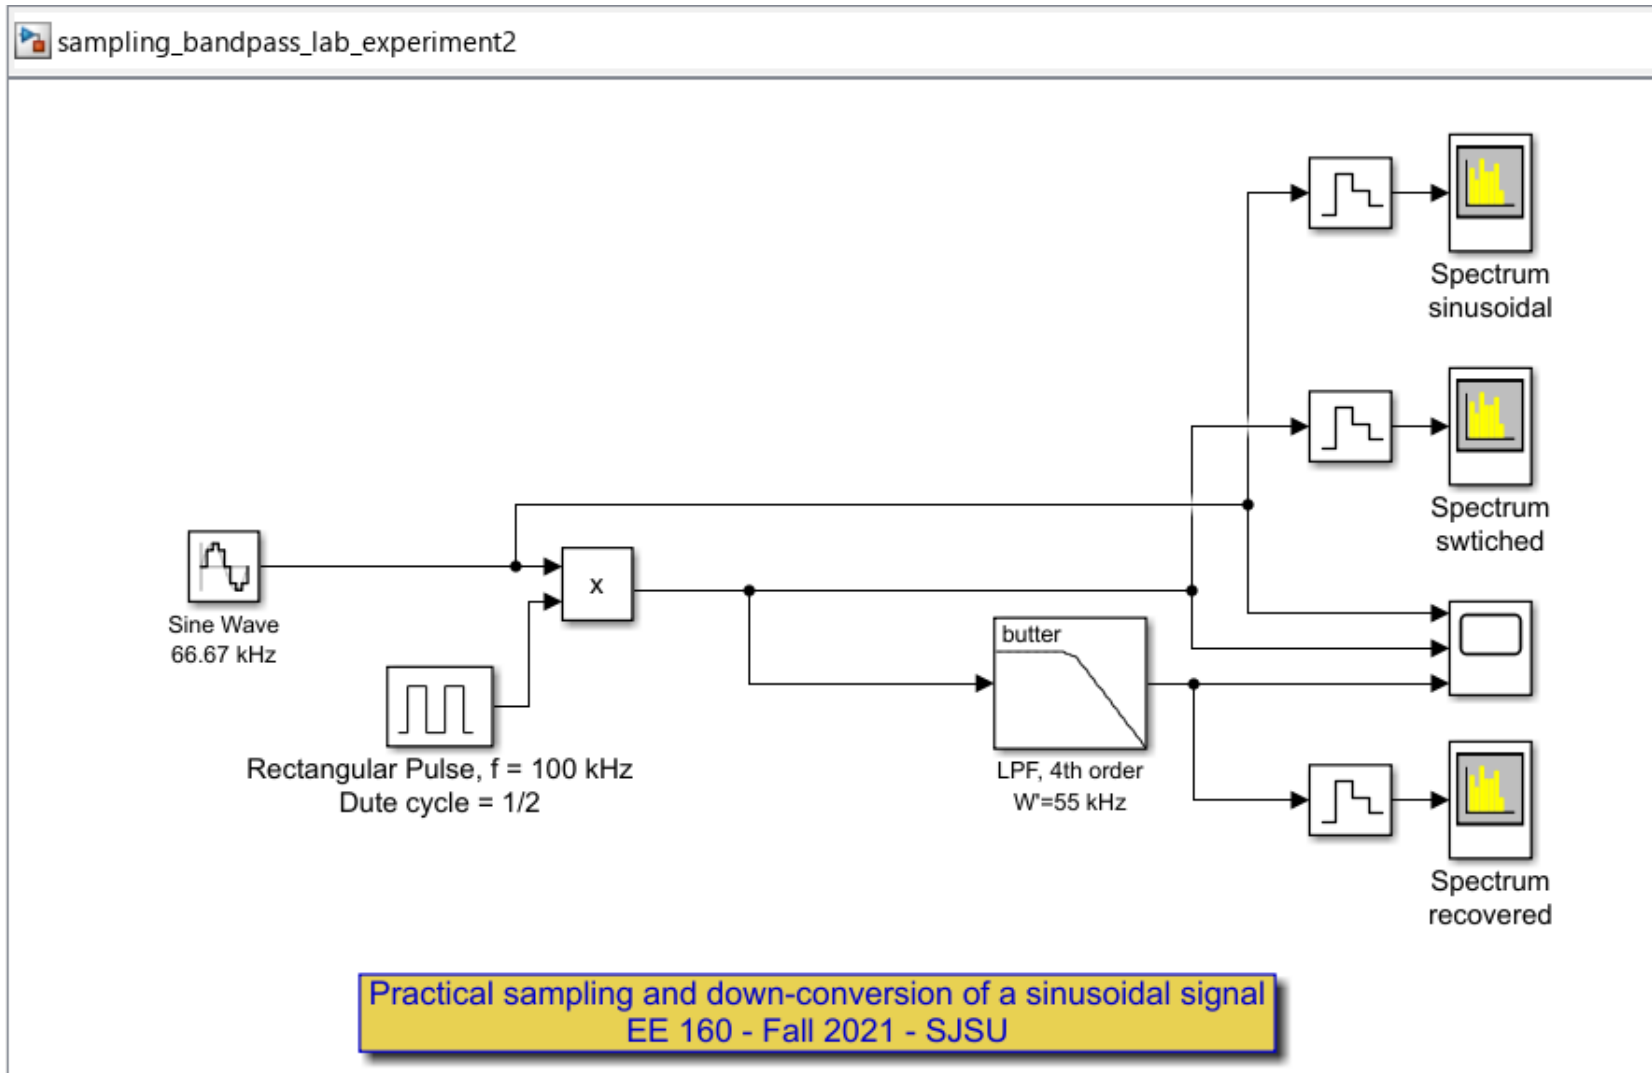 sampling_bandpass_lab_experiment2
Spectrum
sinusoidal
Spectrum
swtiched
Sine Wave
66.67 kHz
x
butter
Rectangular Pulse, f = 100 kHz
Dute cycle = 1/2
LPF, 4th order
W'=55 kHz
Spectrum
recovered
Practical sampling and down-conversion of a sinusoidal signal
EE 160 - Fall 2021 - SJSU